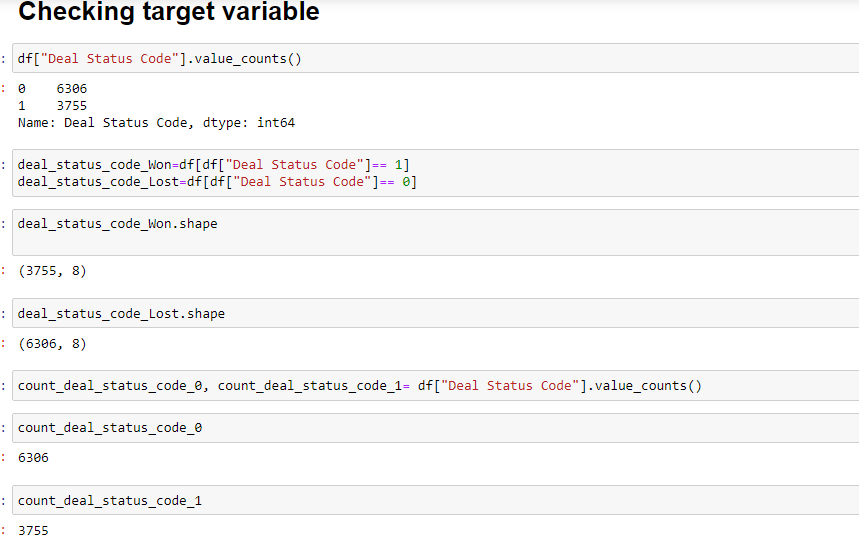 Checking target variable
: df["Deal Status Code"].value_counts()
: 0    6306
1    3755
Name: Deal Status Code, dtype: int64
: deal_status_code_Won=df[df["Deal Status Code"]== 1]
deal_status_code_Lost=df[df["Deal Status Code"]== 0]
: deal_status_code_Won.shape
: (3755, 8)
: deal_status_code_Lost.shape
: (6306, 8)
: count_deal_status_code_0, count_deal_status_code_1= df["Deal Status Code"].value_counts()
: count_deal_status_code_0
: 6306
: count_deal_status_code_1
: 3755